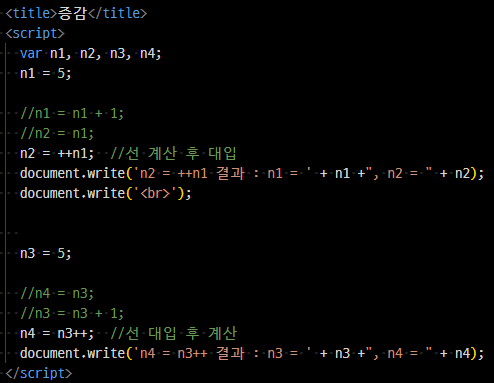 <title>증감</title>
<script>
var n1, n2, n3, n4;
n1 = 5;
//n1 = n1 + 1;
//n2 = n1;
n2 = ++n1;  //선 계산 후 대입
document.write('n2 = ++n1 결과 : n1 = ' + n1 +", n2 = " + n2);
document.write('<br>');
n3 = 5;
//n4 = n3;
//n3 = n3 + 1;
n4 = n3++;  //선 대입 후 계산
document.write('n4 = n3++ 결과 : n3 = ' + n3 +", n4 = " + n4);
</script>